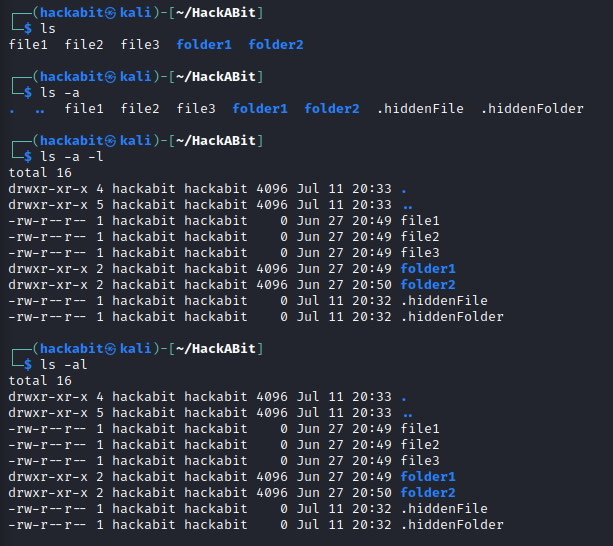 ┌──(hackabit㉿kali)-[~/HackABit]
└─$ ls
file1  file2  file3  folder1  folder2
┌──(hackabit㉿kali)-[~/HackABit]
└─$ ls -a
.  ..  file1  file2  file3  folder1  folder2  .hiddenFile  .hiddenFolder
┌──(hackabit㉿kali)-[~/HackABit]
└─$ ls -a -l
total 16
drwxr-xr-x 4 hackabit hackabit 4096 Jul 11 20:33 .
drwxr-xr-x 5 hackabit hackabit 4096 Jul 11 20:33 ..
-rw-r--r-- 1 hackabit hackabit    0 Jun 27 20:49 file1
-rw-r--r-- 1 hackabit hackabit    0 Jun 27 20:49 file2
-rw-r--r-- 1 hackabit hackabit    0 Jun 27 20:49 file3
drwxr-xr-x 2 hackabit hackabit 4096 Jun 27 20:49 folder1
drwxr-xr-x 2 hackabit hackabit 4096 Jun 27 20:50 folder2
-rw-r--r-- 1 hackabit hackabit    0 Jul 11 20:32 .hiddenFile
-rw-r--r-- 1 hackabit hackabit    0 Jul 11 20:32 .hiddenFolder
┌──(hackabit㉿kali)-[~/HackABit]
└─$ ls -al
total 16
drwxr-xr-x 4 hackabit hackabit 4096 Jul 11 20:33 .
drwxr-xr-x 5 hackabit hackabit 4096 Jul 11 20:33 ..
-rw-r--r-- 1 hackabit hackabit    0 Jun 27 20:49 file1
-rw-r--r-- 1 hackabit hackabit    0 Jun 27 20:49 file2
-rw-r--r-- 1 hackabit hackabit    0 Jun 27 20:49 file3
drwxr-xr-x 2 hackabit hackabit 4096 Jun 27 20:49 folder1
drwxr-xr-x 2 hackabit hackabit 4096 Jun 27 20:50 folder2
-rw-r--r-- 1 hackabit hackabit    0 Jul 11 20:32 .hiddenFile
-rw-r--r-- 1 hackabit hackabit    0 Jul 11 20:32 .hiddenFolder